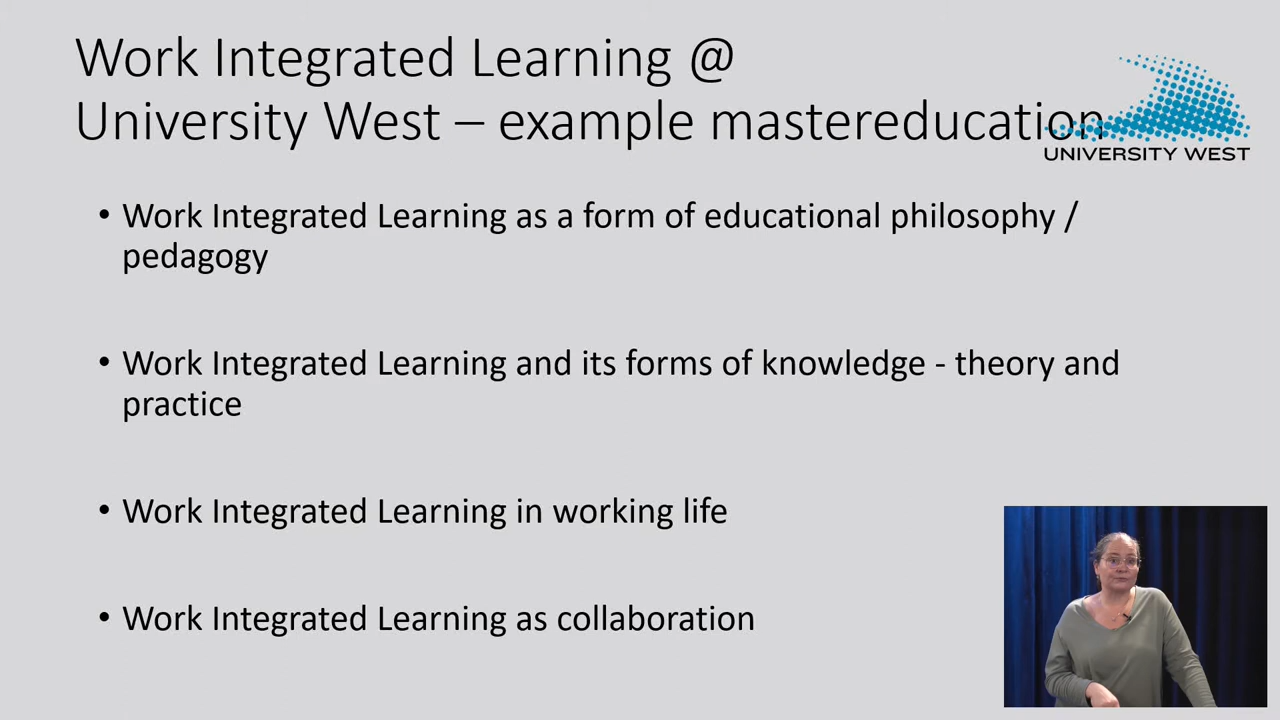 Work Integrated Learning @
University West – example mastereducation
UNIVERSITY WEST
• Work Integrated Learning as a form of educational philosophy /
pedagogy
• Work Integrated Learning and its forms of knowledge - theory and
practice
• Work Integrated Learning in working life
• Work Integrated Learning as collaboration